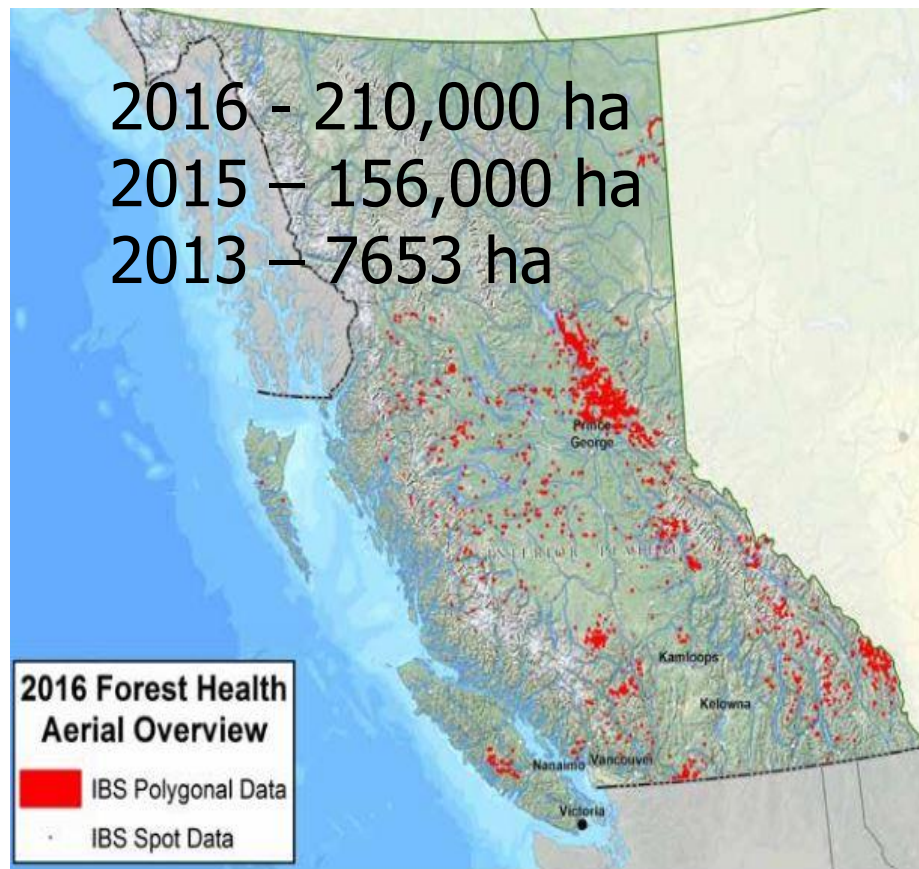 2016 - 210,000 ha
2015 – 156,000 ha
2013 – 7653 ha
Prince
George
INTERIOR
Kamloops
Kelowna
Nanaimo
Vancouver
Victoria
2016 Forest Health
Aerial Overview
IBS Polygonal Data
IBS Spot Data